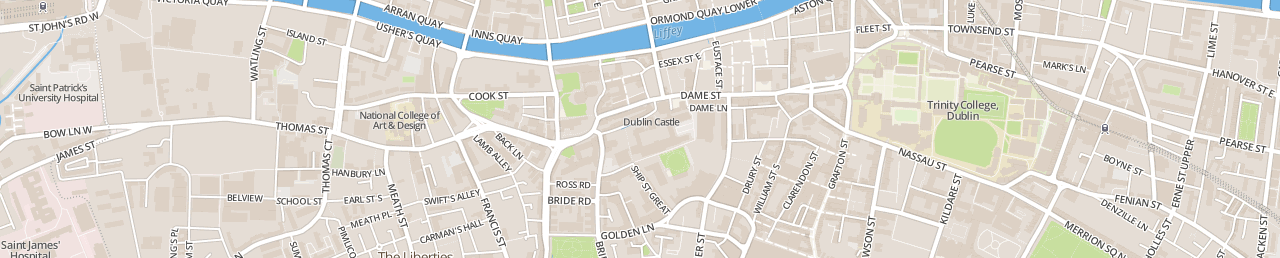 VICTORIA QUAY
ST.JOHN'S RD W
ARRAN QUAY
USHER'S QUAY
INNS QUAY
ORMOND QUAY LOWER
ASTON Q
Liffey
FLEET ST
LUKE
MOS
TOWNSEND ST
LIME ST
WATLING ST
ISLAND ST
ESSEX ST E
EUSTACE ST
PEARSE ST
MARK'S LN
HANOVER ST E
Saint Patrick's
University Hospital
COOK ST
DAME ST
DAME LN
Trinity College,
Dublin
National College of
Art & Design
Dublin Castle
BOW LN W
THOMAS ST
JAMES ST
BACK LN
LAMB ALLEY
THOMAS CT
HANBURY LN
SHIP ST GREAT
DRURY ST
WILLIAM ST S
CLARENDON ST
GRAFTON ST
NASSAU ST
PEARSE ST
BOYNE ST
ERNE ST UPPER
BELVIEW
SCHOOL ST
EARL ST S
MEATH ST
SWIFT'S ALLEY
FRANCIS ST
ROSS RD
BRIDE RD
KILDARE ST
FENIAN ST
DENZILLE LN
MEATH PL
CARMAN'S HALL
PIMLICO
GOLDEN LN
MERRION SQ N
Saint James'
Hospital
The Liberties